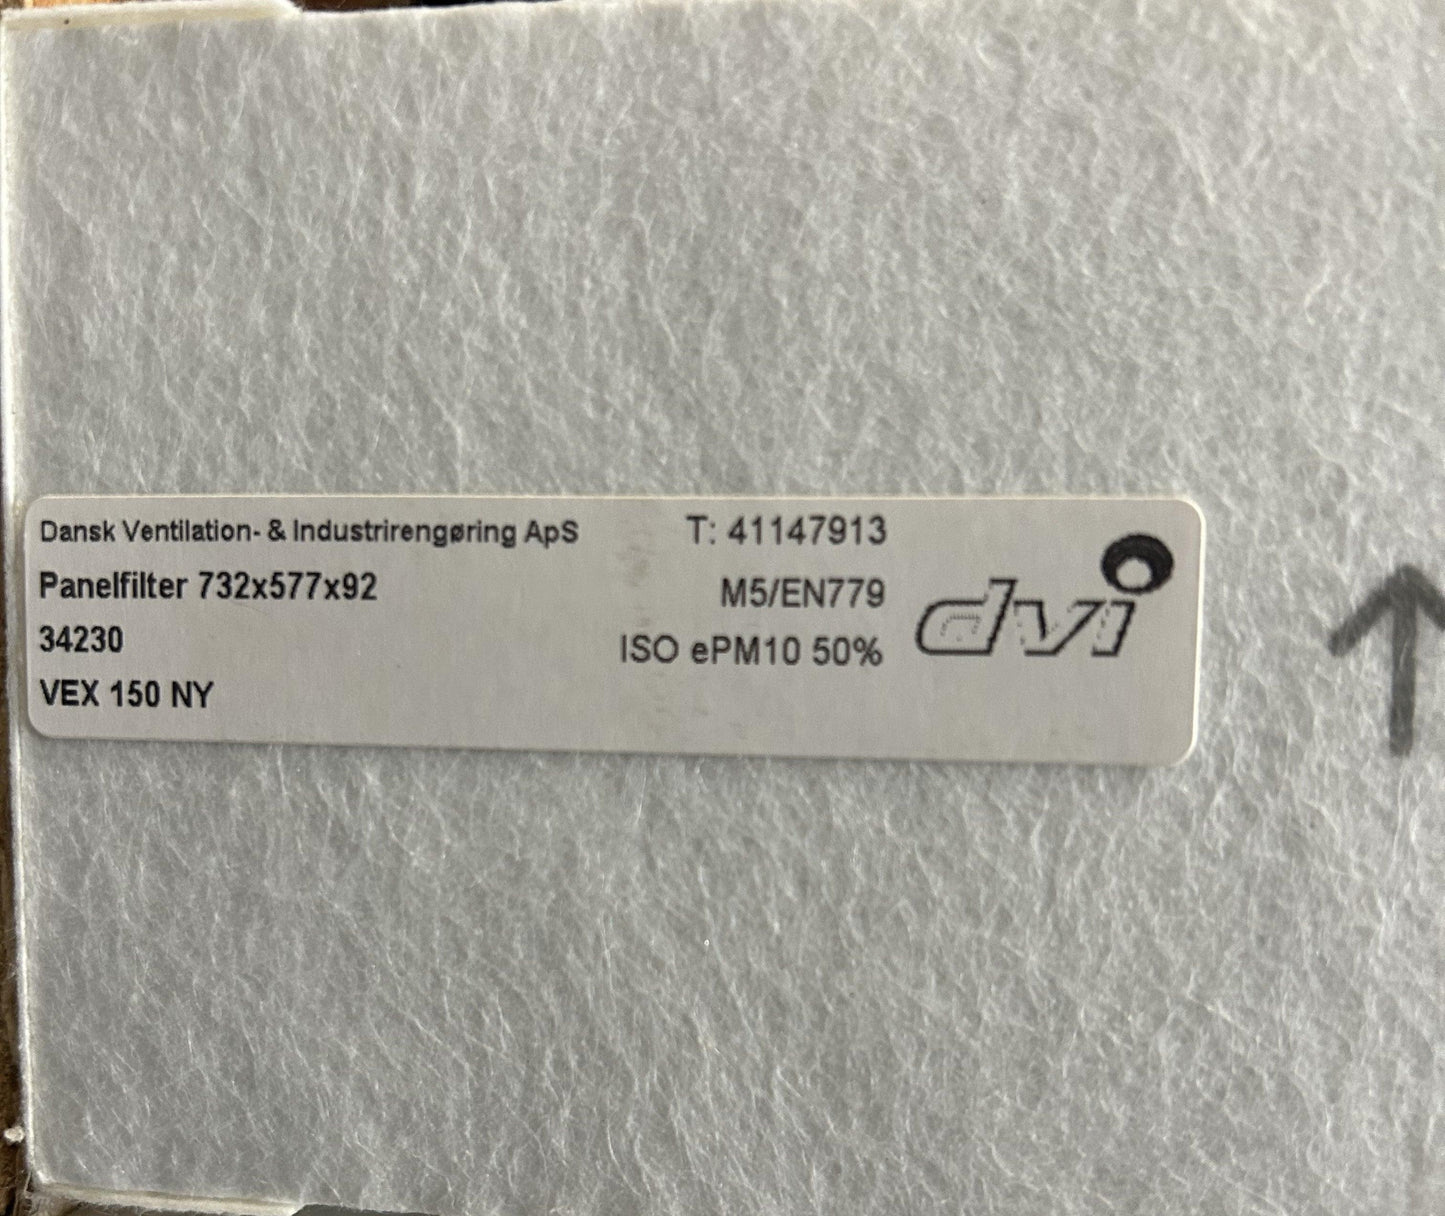 Dansk Ventilation- & Industrirengøring ApS
Panelfilter 732x577x92
34230
VEX 150 NY
T: 41147913
M5/EN779
ISO ePM10 50%
dvi